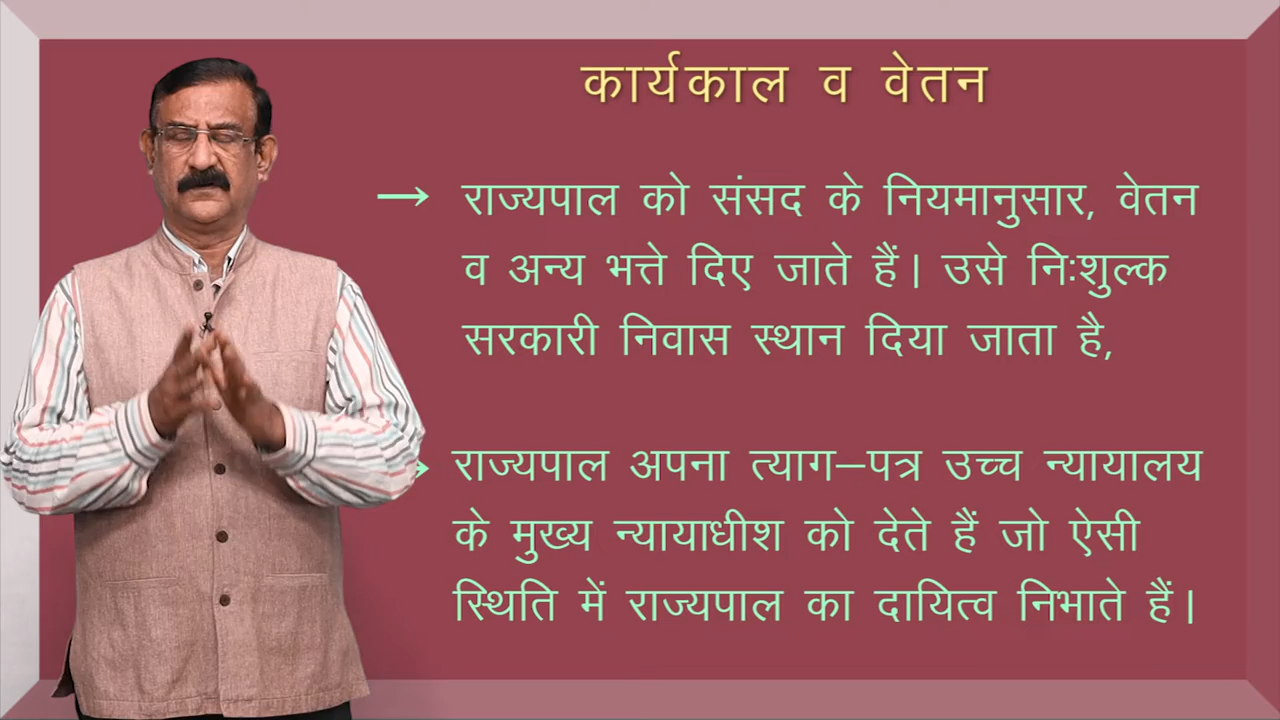 कार्यकाल व वेतन
→ राज्यपाल को संसद के नियमानुसार, वेतन
व अन्य भत्ते दिए जाते हैं। उसे निःशुल्क
सरकारी निवास स्थान दिया जाता है,
राज्यपाल अपना त्याग–पत्र उच्च न्यायालय
के मुख्य न्यायाधीश को देते हैं जो ऐसी
स्थिति में राज्यपाल का दायित्व निभाते हैं।